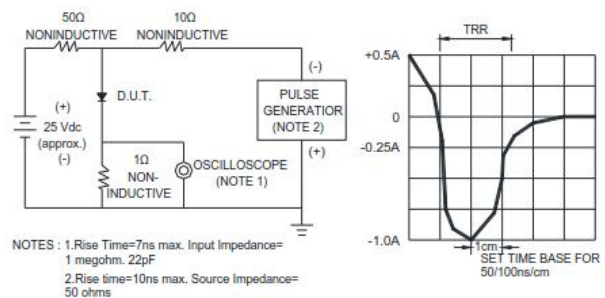 50Ω
NONINDUCTIVE
10Ω
NONINDUCTIVE
(+)
25 Vdc
(approx.)
(-)
D.U.T.
1Ω
NON-
INDUCTIVE
OSCILLOSCOPE
(NOTE 1)
(-)
PULSE
GENERATIOR
(NOTE 2)
(+)
NOTES : 1.Rise Time=7ns max. Input Impedance=
1 megohm. 22pF
2.Rise time=10ns max. Source Impedance=
50 ohms
TRR
+0.5A
0
-0.25A
-1.0A
1cm
SET TIME BASE FOR
50/100ns/cm